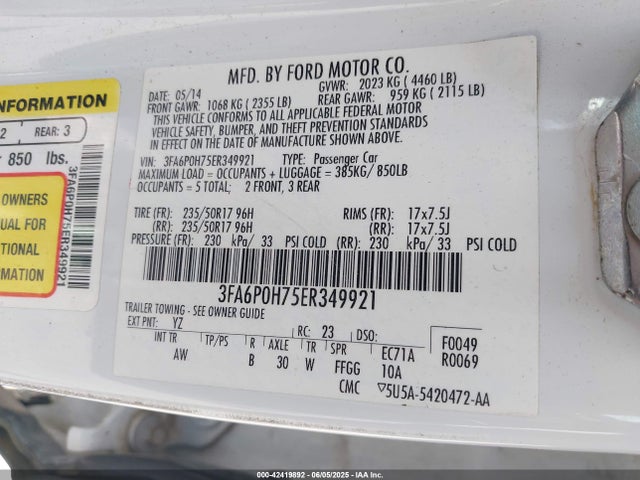 MFD. BY FORD MOTOR CO.
DATE: 05/14 GVWR: 2023 KG ( 4460 LB)
FRONT GAWR: 1068 KG ( 2355 LB) REAR GAWR: 959 KG ( 2115 LB)
THIS VEHICLE CONFORMS TO ALL APPLICABLE FEDERAL MOTOR
VEHICLE SAFETY, BUMPER, AND THEFT PREVENTION STANDARDS
IN EFFECT ON THE DATE OF MANUFACTURE SHOWN ABOVE.
VIN: 3FA6P0H75ER349921 TYPE: Passenger Car
MAXIMUM LOAD = OCCUPANTS + LUGGAGE = 385KG/850LB
OCCUPANTS = 5 TOTAL; 2 FRONT, 3 REAR
TIRE (FR): 235/50R17 96H RIMS (FR): 17x7.5J
(RR): 235/50R17 96H (RR): 17x7.5J
PRESSURE (FR): 230 kPa/ 33 PSI COLD (RR): 230 kPa/ 33 PSI COLD
3FA6P0H75ER349921
TRAILER TOWING - SEE OWNER GUIDE
EXT PNT: YZ RC: 23 DSO: F0049
INT TR TP/PS R AXLE TR SPR EC71A R0069
AW B 30 W FFGG 10A
CMC 5U5A-5420472-AA
INFORMATION
2 REAR: 3
850 lbs.
OWNERS
UAL FOR
TIONAL
FORMATION
3FA6P0H75ER349921
000-42419892 06/05/2025 IAAI.COM